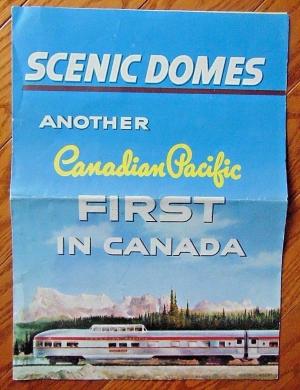 SCENIC DOMES
ANOTHER
Canadian Pacific
FIRST
IN CANADA